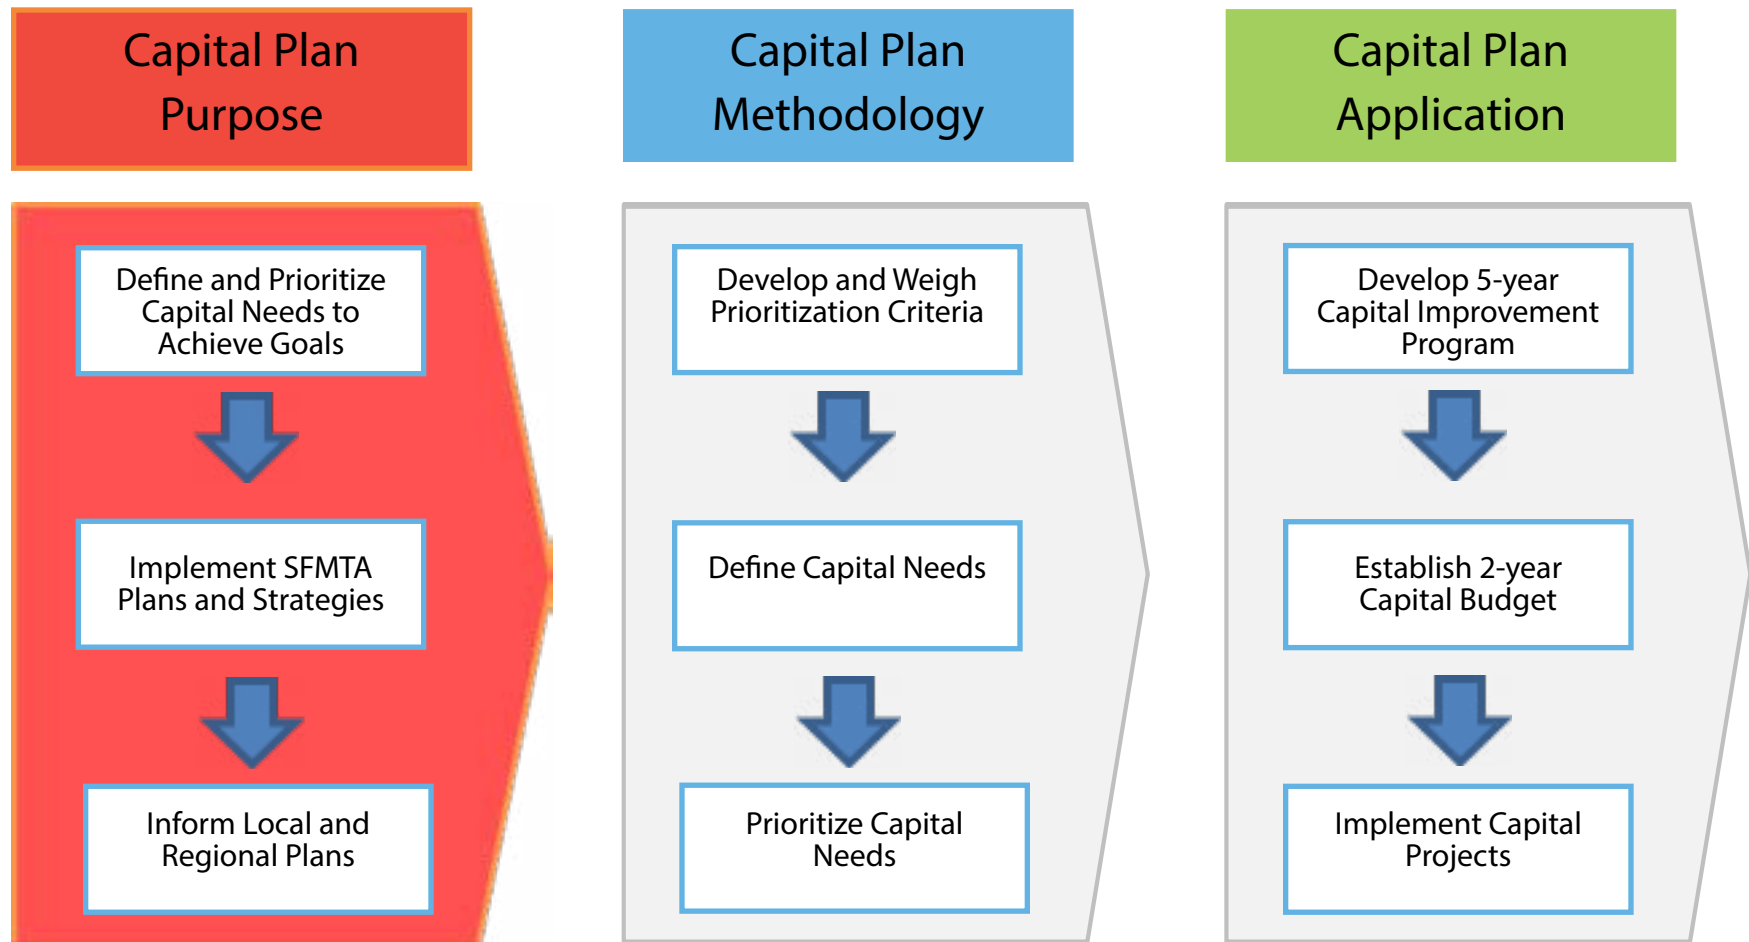 Capital Plan
Purpose
Capital Plan
Methodology
Capital Plan
Application
Define and Prioritize
Capital Needs to
Achieve Goals
Implement SFMTA
Plans and Strategies
Inform Local and
Regional Plans
Develop and Weigh
Prioritization Criteria
Define Capital Needs
Prioritize Capital
Needs
Develop 5-year
Capital Improvement
Program
Establish 2-year
Capital Budget
Implement Capital
Projects